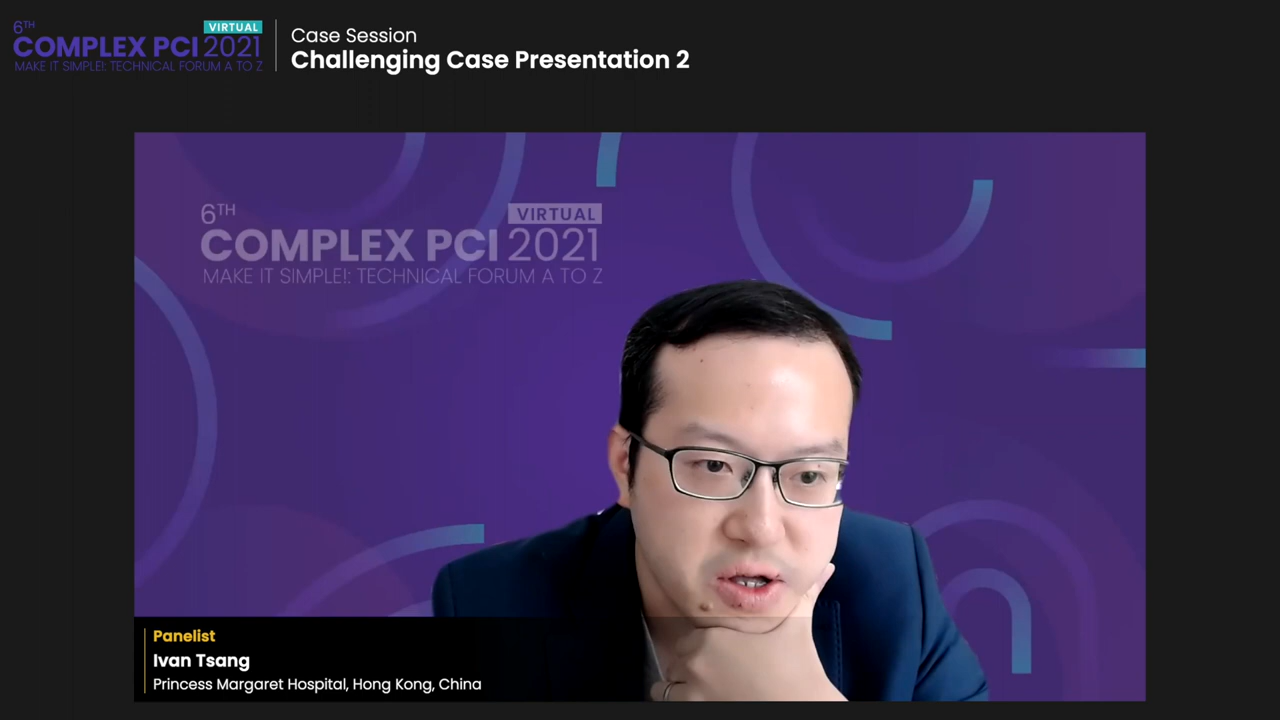 6TH
VIRTUAL
COMPLEX PCI 2021
MAKE IT SIMPLE!: TECHNICAL FORUM A TO Z
Case Session
Challenging Case Presentation 2
6TH
VIRTUAL
COMPLEX PCI 2021
MAKE IT SIMPLE!: TECHNICAL FORUM A TO Z
Panelist
Ivan Tsang
Princess Margaret Hospital, Hong Kong, China